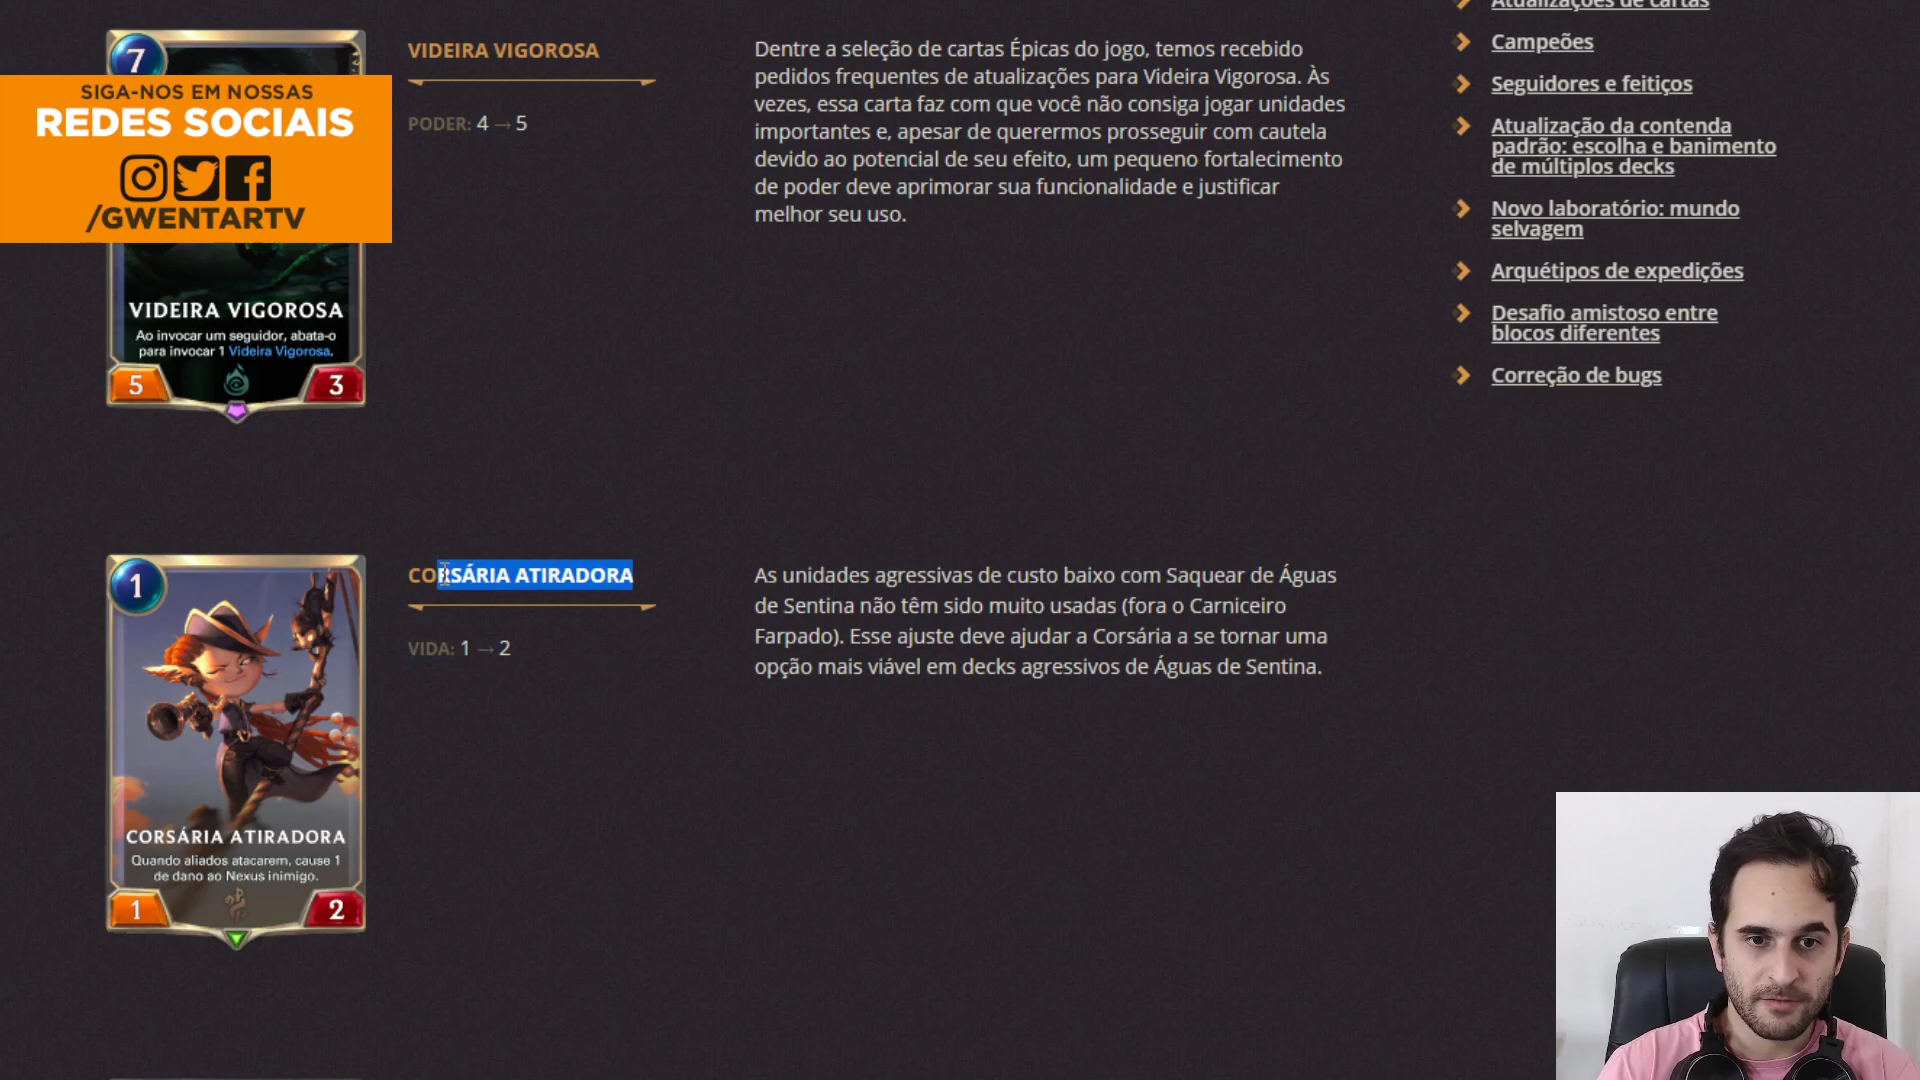 7
SIGA-NOS EM NOSSAS
REDES SOCIAIS
/GWENTARTV
VIDEIRA VIGOROSA
Ao invocar um seguidor, abata-o
para invocar 1 Videira Vigorosa.
5
3
VIDEIRA VIGOROSA
PODER: 4 → 5
Dentre a seleção de cartas Épicas do jogo, temos recebido
pedidos frequentes de atualizações para Videira Vigorosa. Às
vezes, essa carta faz com que você não consiga jogar unidades
importantes e, apesar de querermos prosseguir com cautela
devido ao potencial de seu efeito, um pequeno fortalecimento
de poder deve aprimorar sua funcionalidade e justificar
melhor seu uso.
1
CORSÁRIA ATIRADORA
Quando aliados atacarem, cause 1
de dano ao Nexus inimigo.
1
2
CORSÁRIA ATIRADORA
VIDA: 1 → 2
As unidades agressivas de custo baixo com Saquear de Águas
de Sentina não têm sido muito usadas (fora o Carniceiro
Farpado). Esse ajuste deve ajudar a Corsária a se tornar uma
opção mais viável em decks agressivos de Águas de Sentina.
Atualizações de cartas
Campeões
Seguidores e feitiços
Atualização da contenda
padrão: escolha e banimento
de múltiplos decks
Novo laboratório: mundo
selvagem
Arquétipos de expedições
Desafio amistoso entre
blocos diferentes
Correção de bugs